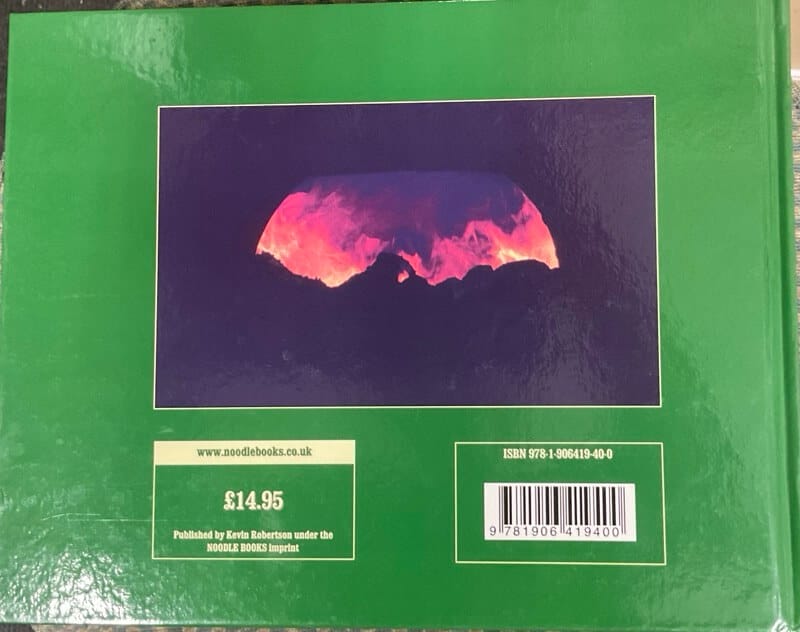 www.noodlebooks.co.uk
£14.95
Published by Kevin Robertson under the
NOODLE BOOKS imprint
ISBN 978-1-906419-40-0
9 781906 419400